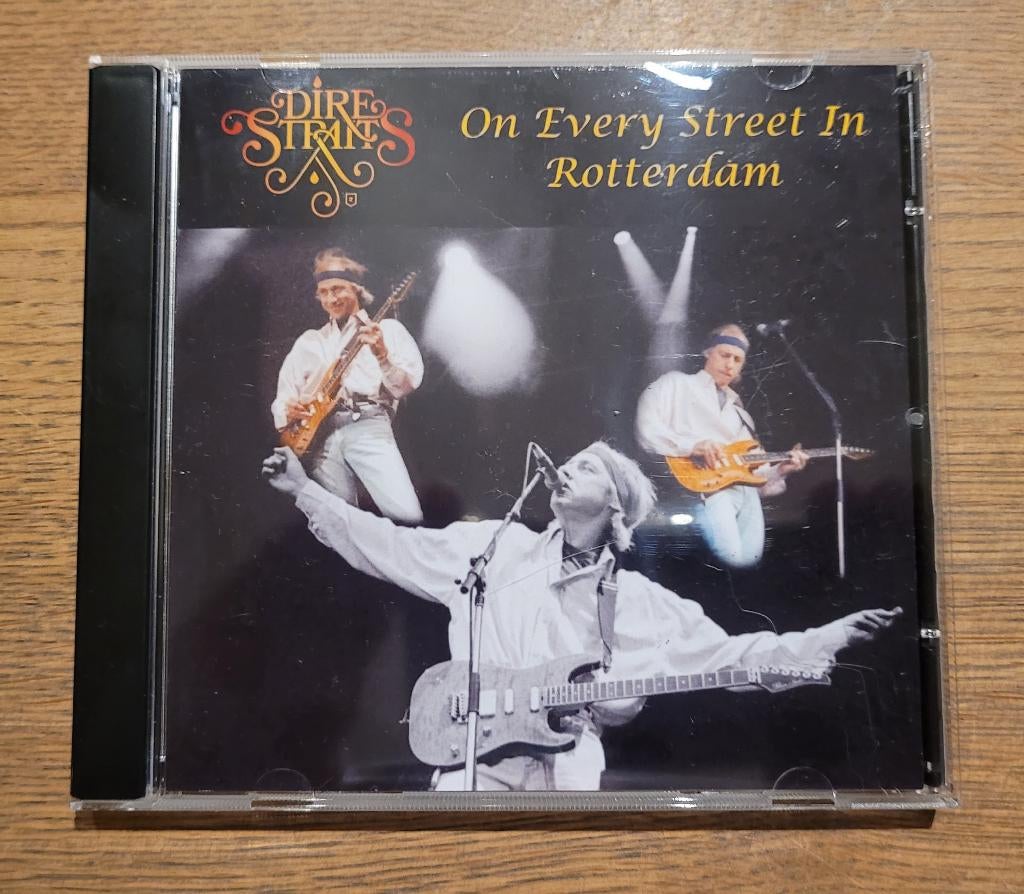 DIRE
STRAITS
On Every Street In
Rotterdam